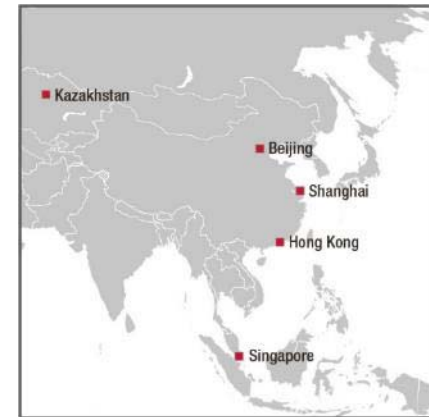 Kazakhstan
Beijing
Shanghai
Hong Kong
Singapore